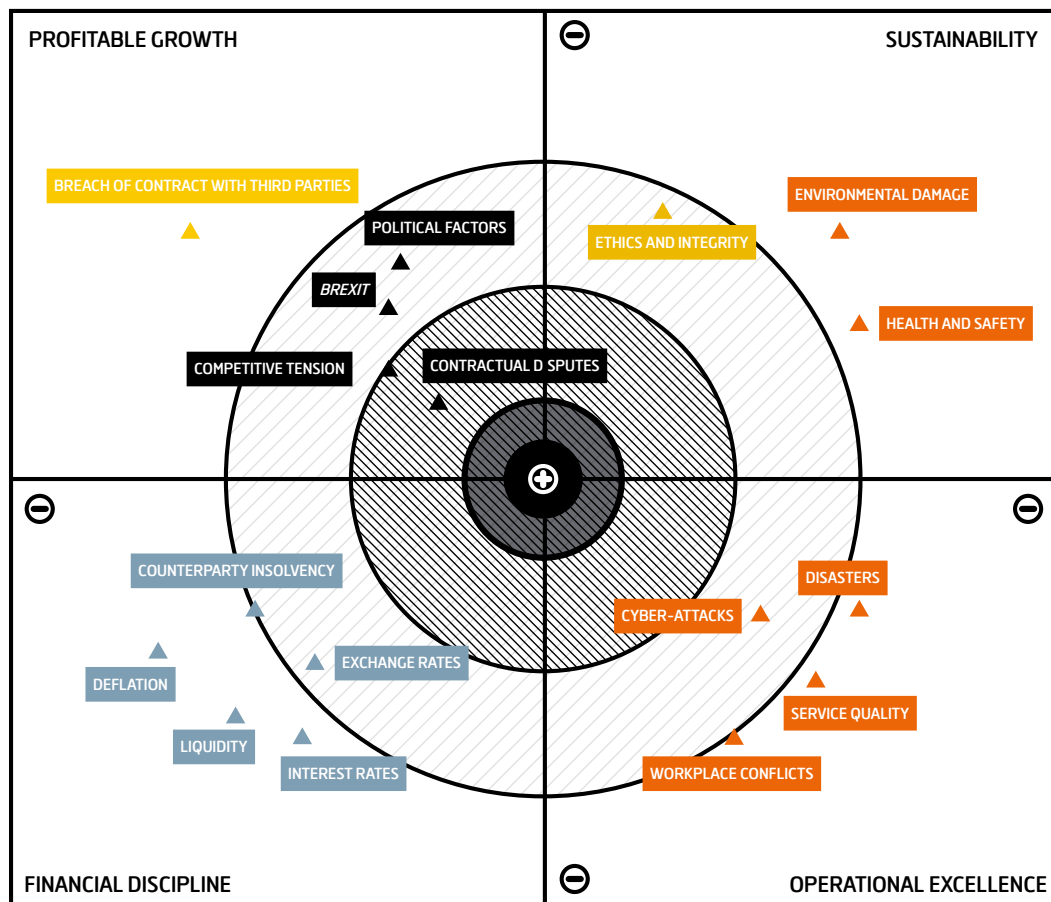 PROFITABLE GROWTH
SUSTAINABILITY
BREACH OF CONTRACT WITH THIRD PARTIES
ENVIRONMENTAL DAMAGE
POLITICAL FACTORS
ETHICS AND INTEGRITY
BREXIT
HEALTH AND SAFETY
COMPETITIVE TENSION
CONTRACTUAL D SPUTES
COUNTERPARTY INSOLVENCY
DISASTERS
CYBER-ATTACKS
EXCHANGE RATES
DEFLATION
SERVICE QUALITY
LIQUIDITY
INTEREST RATES
WORKPLACE CONFLICTS
FINANCIAL DISCIPLINE
OPERATIONAL EXCELLENCE